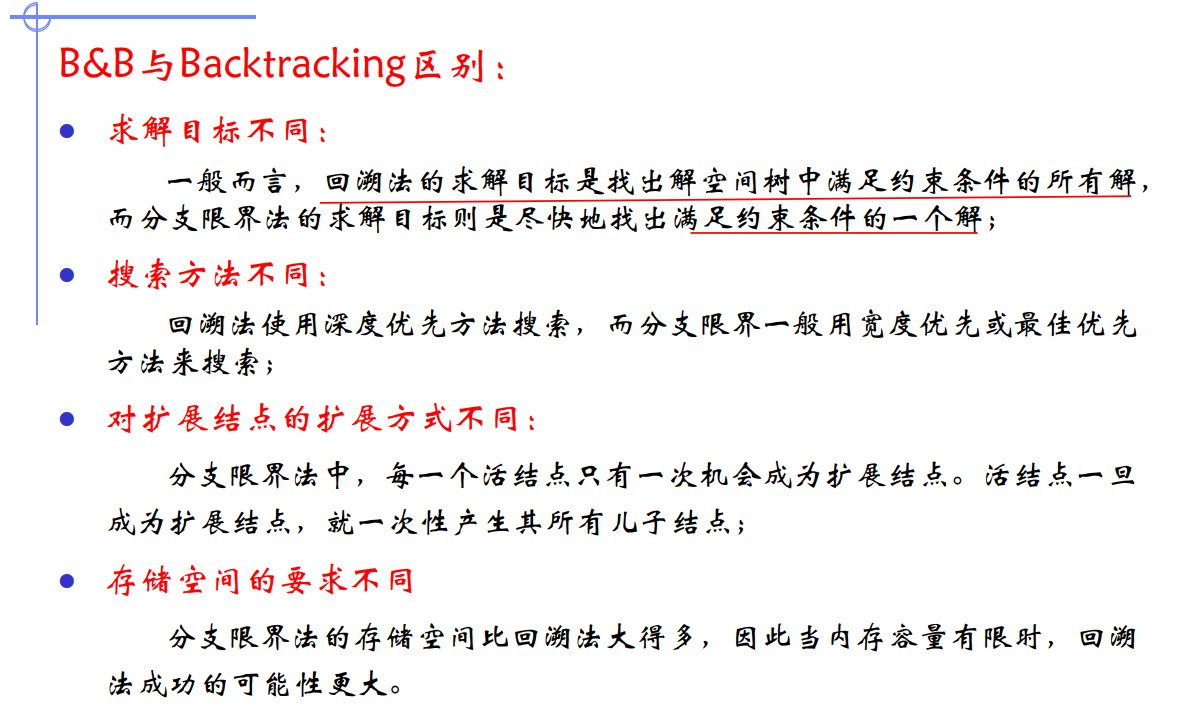 B&B与Backtracking区别：
● 求解目标不同：
一般而言，回溯法的求解目标是找出解空间树中满足约束条件的所有解，
而分支限界法的求解目标则是尽快地找出满足约束条件的一个解；
● 搜索方法不同：
回溯法使用深度优先方法搜索，而分支限界一般用宽度优先或最佳优先
方法来搜索；
● 对扩展结点的扩展方式不同：
分支限界法中，每一个活结点只有一次机会成为扩展结点。活结点一旦
成为扩展结点，就一次性产生其所有儿子结点；
● 存储空间的要求不同
分支限界法的存储空间比回溯法大得多，因此当内存容量有限时，回溯
法成功的可能性更大。